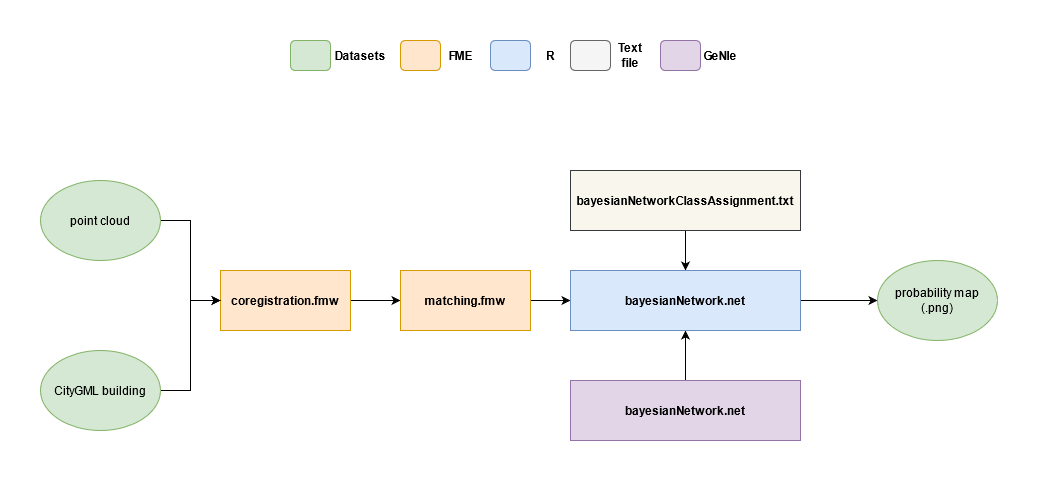 Datasets
FME
R
Text
file
GeNIe
point cloud
bayesianNetworkClassAssignment.txt
coregistration.fmw
matching.fmw
bayesianNetwork.net
probability map
(.png)
CityGML building
bayesianNetwork.net